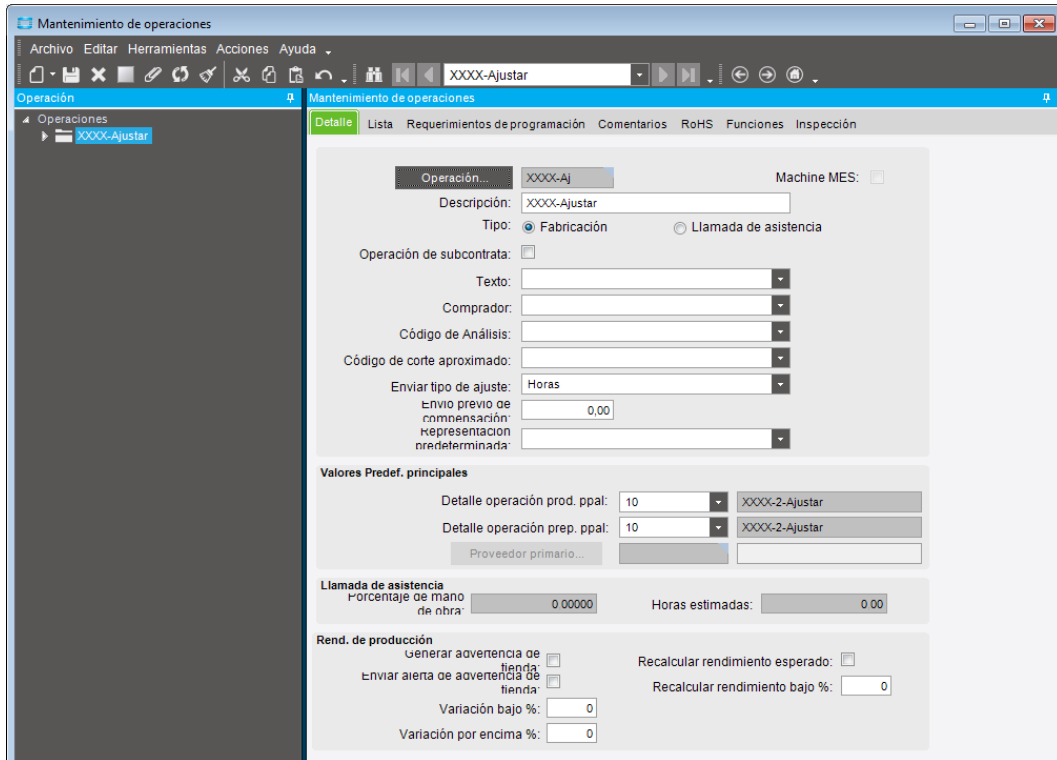 Mantenimiento de operaciones
Archivo Editar Herramientas Acciones Ayuda
XXXX-Ajustar
Operación
Mantenimiento de operaciones
Operaciones
XXXX-Ajustar
Detalle Lista Requerimientos de programación Comentarios RoHS Funciones Inspección
Operación... XXXX-Aj Machine MES:
Descripción: XXXX-Ajustar
Tipo: Fabricación Llamada de asistencia
Operación de subcontrata:
Texto:
Comprador:
Código de Análisis:
Código de corte aproximado:
Enviar tipo de ajuste: Horas
Envío previo de
compensación: 0,00
Representación
predeterminada:
Valores Predef. principales
Detalle operación prod. ppal: 10 XXXX-2-Ajustar
Detalle operación prep. ppal: 10 XXXX-2-Ajustar
Proveedor primario...
Llamada de asistencia
Porcentaje de mano
de obra: 0.00000 Horas estimadas: 0.00
Rend. de producción
Generar advertencia de
tienda: Recalcular rendimiento esperado:
Enviar alerta de advertencia de
tienda: Recalcular rendimiento bajo %: 0
Variación bajo %: 0
Variación por encima %: 0